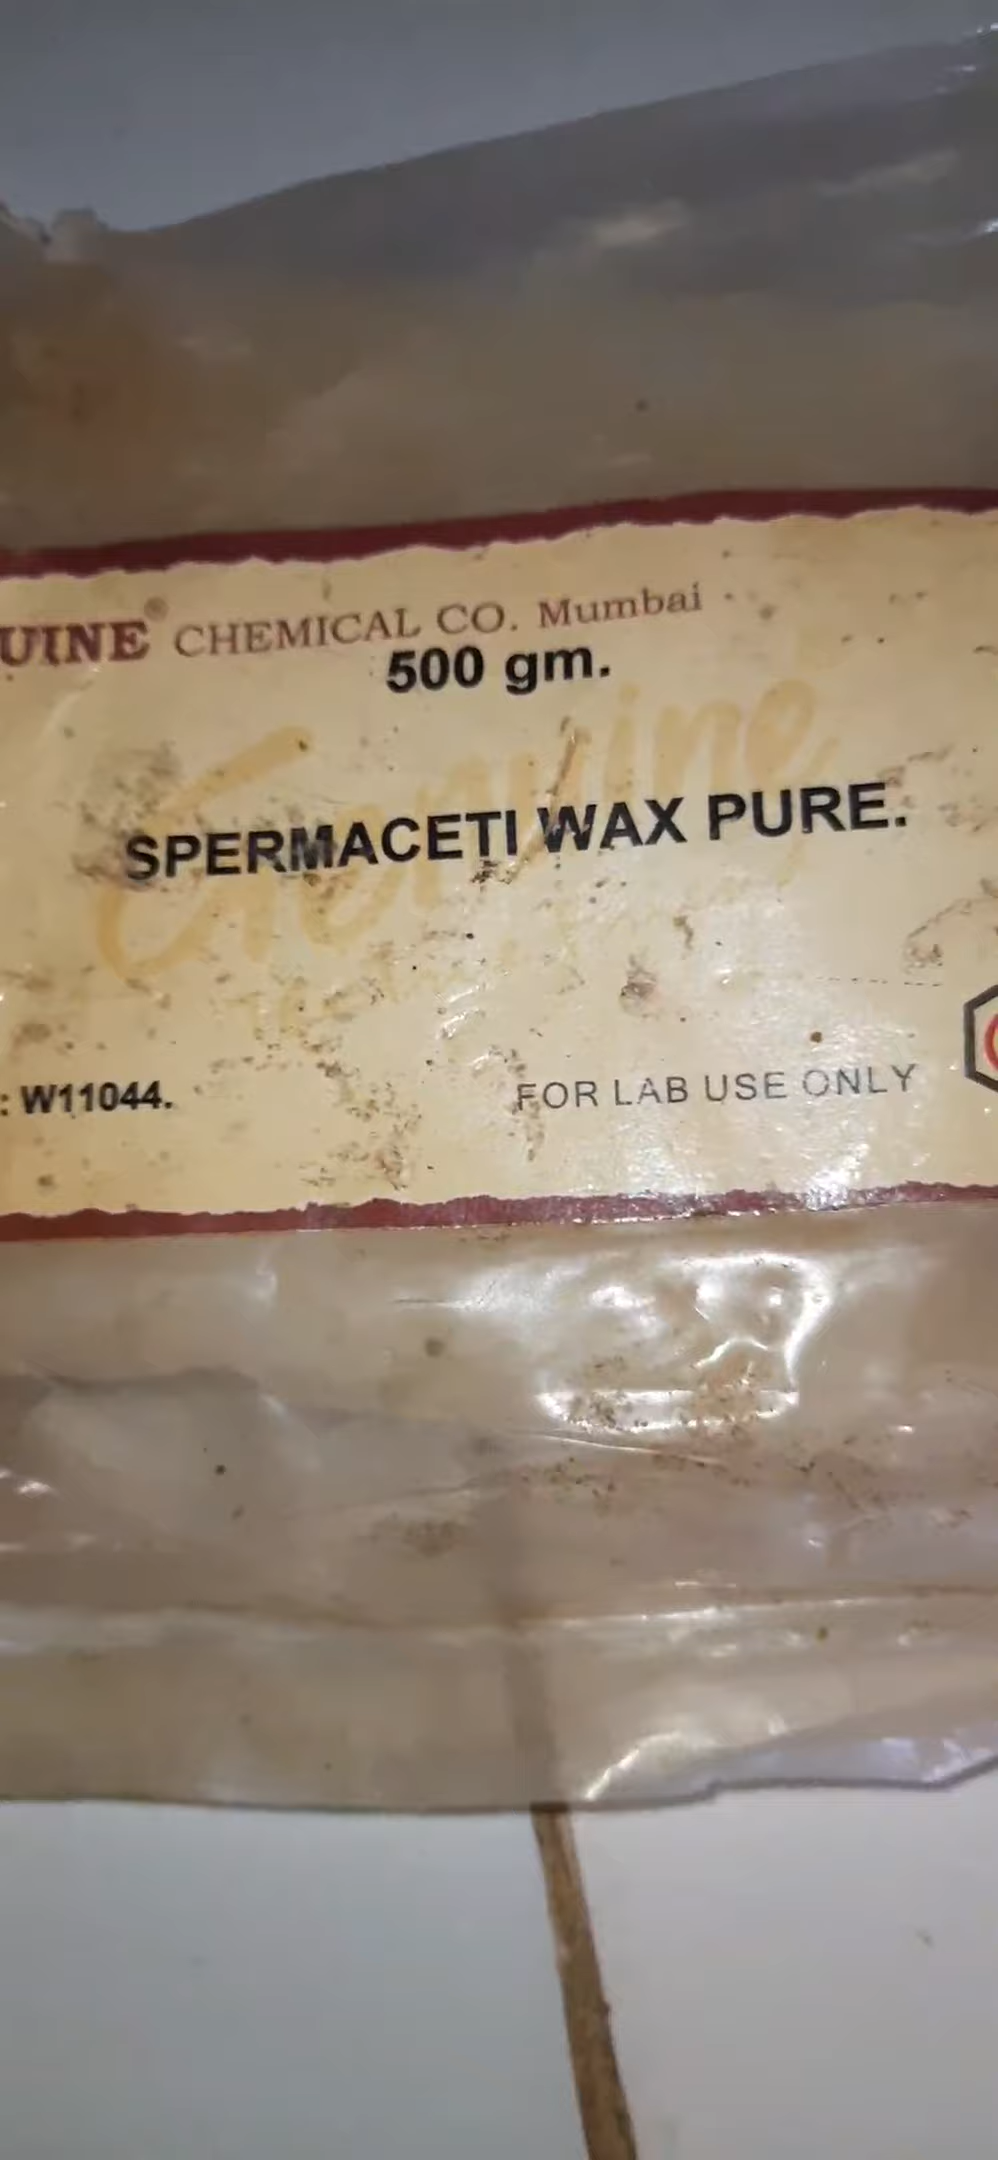 UINE® CHEMICAL CO. Mumbai
500 gm.
Genuine
SPERMACETI WAX PURE.
: W11044.
FOR LAB USE ONLY